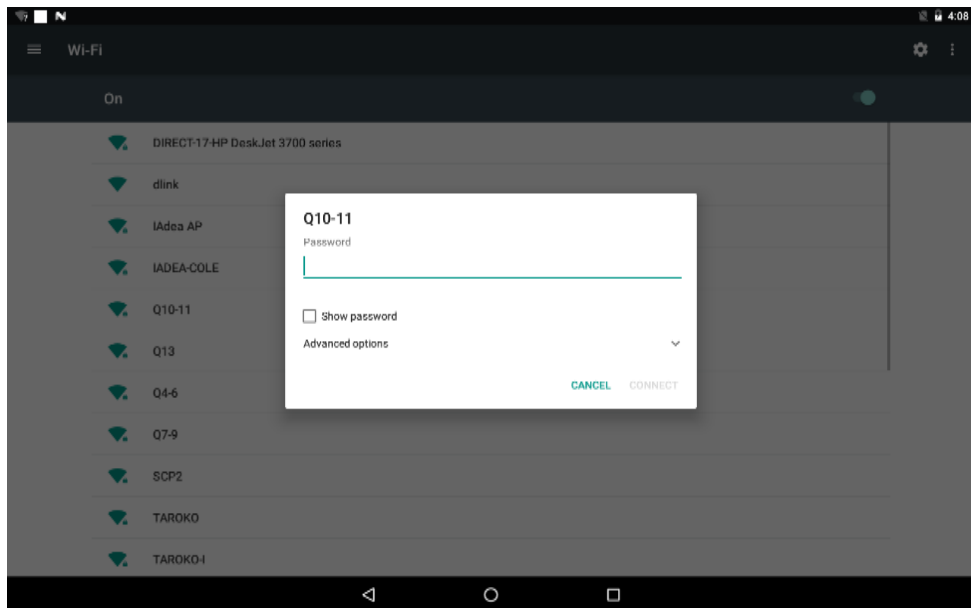 4:08
Wi-Fi
On
DIRECT-17-HP DeskJet 3700 series
dlink
IAdea AP
IADEA-COLE
Q10-11
Q13
Q4-6
Q7-9
SCP2
TAROKO
TAROKO-I
Q10-11
Password
Show password
Advanced options
CANCEL CONNECT